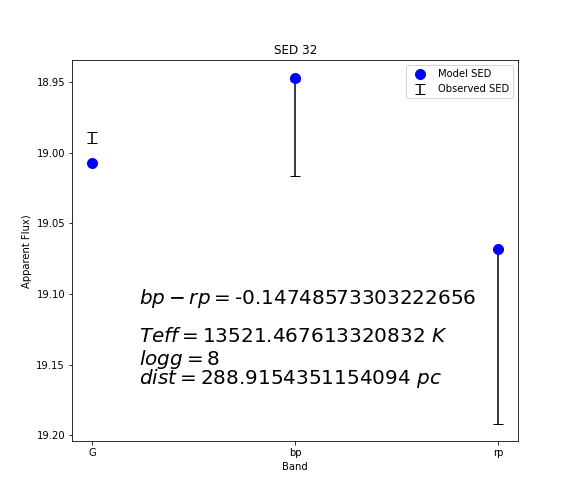 SED 32
Model SED
Observed SED
18.95
19.00
19.05
19.10
19.15
19.20
Apparent Flux)
bp − rp = -0.14748573303222656
Teff = 13521.467613320832 K
logg = 8
dist = 288.9154351154094 pc
G
bp
rp
Band